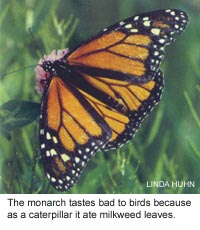 LINDA HUHN
The monarch tastes bad to birds because
as a caterpillar it ate milkweed leaves.